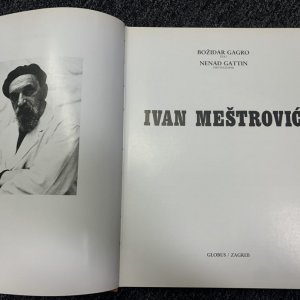 BOŽIDAR GAGRO
NENAD GATTIN
IVAN MEŠTROVIĆ
GLOBUS / ZAGREB